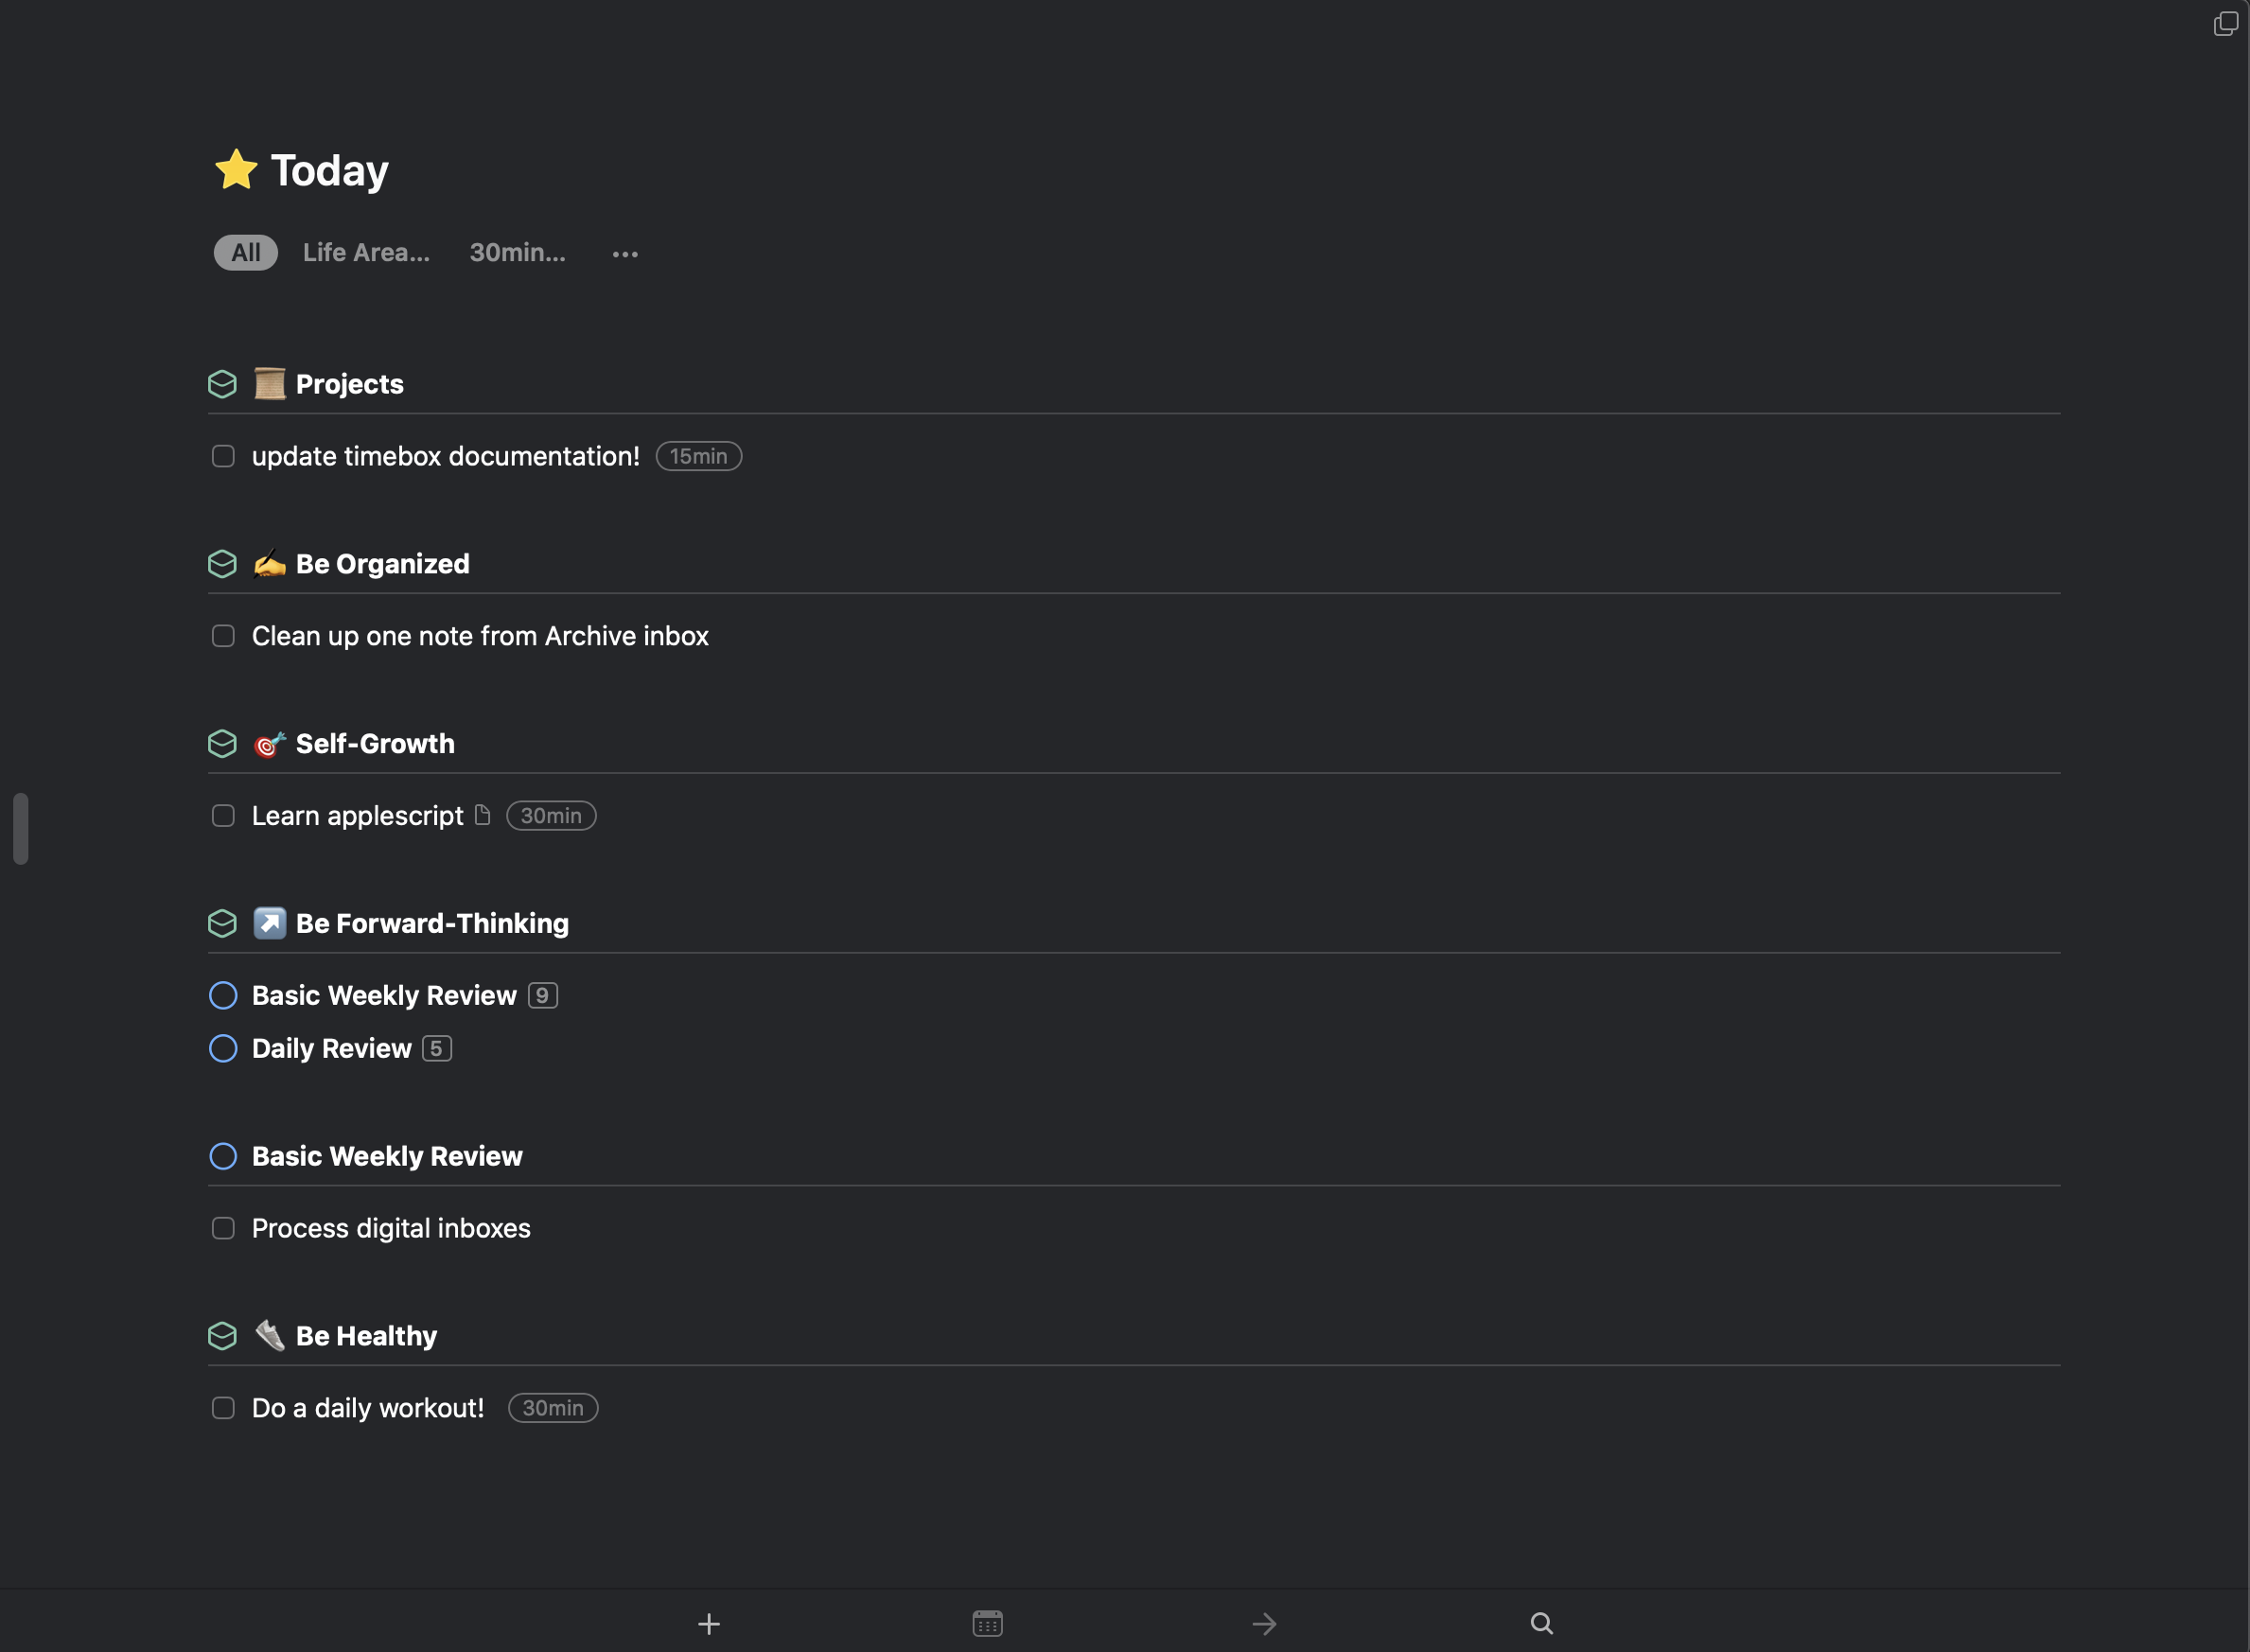 Today
All Life Area... 30min... ...
Projects
update timebox documentation! 15min
Be Organized
Clean up one note from Archive inbox
Self-Growth
Learn applescript 30min
Be Forward-Thinking
Basic Weekly Review 9
Daily Review 5
Basic Weekly Review
Process digital inboxes
Be Healthy
Do a daily workout! 30min